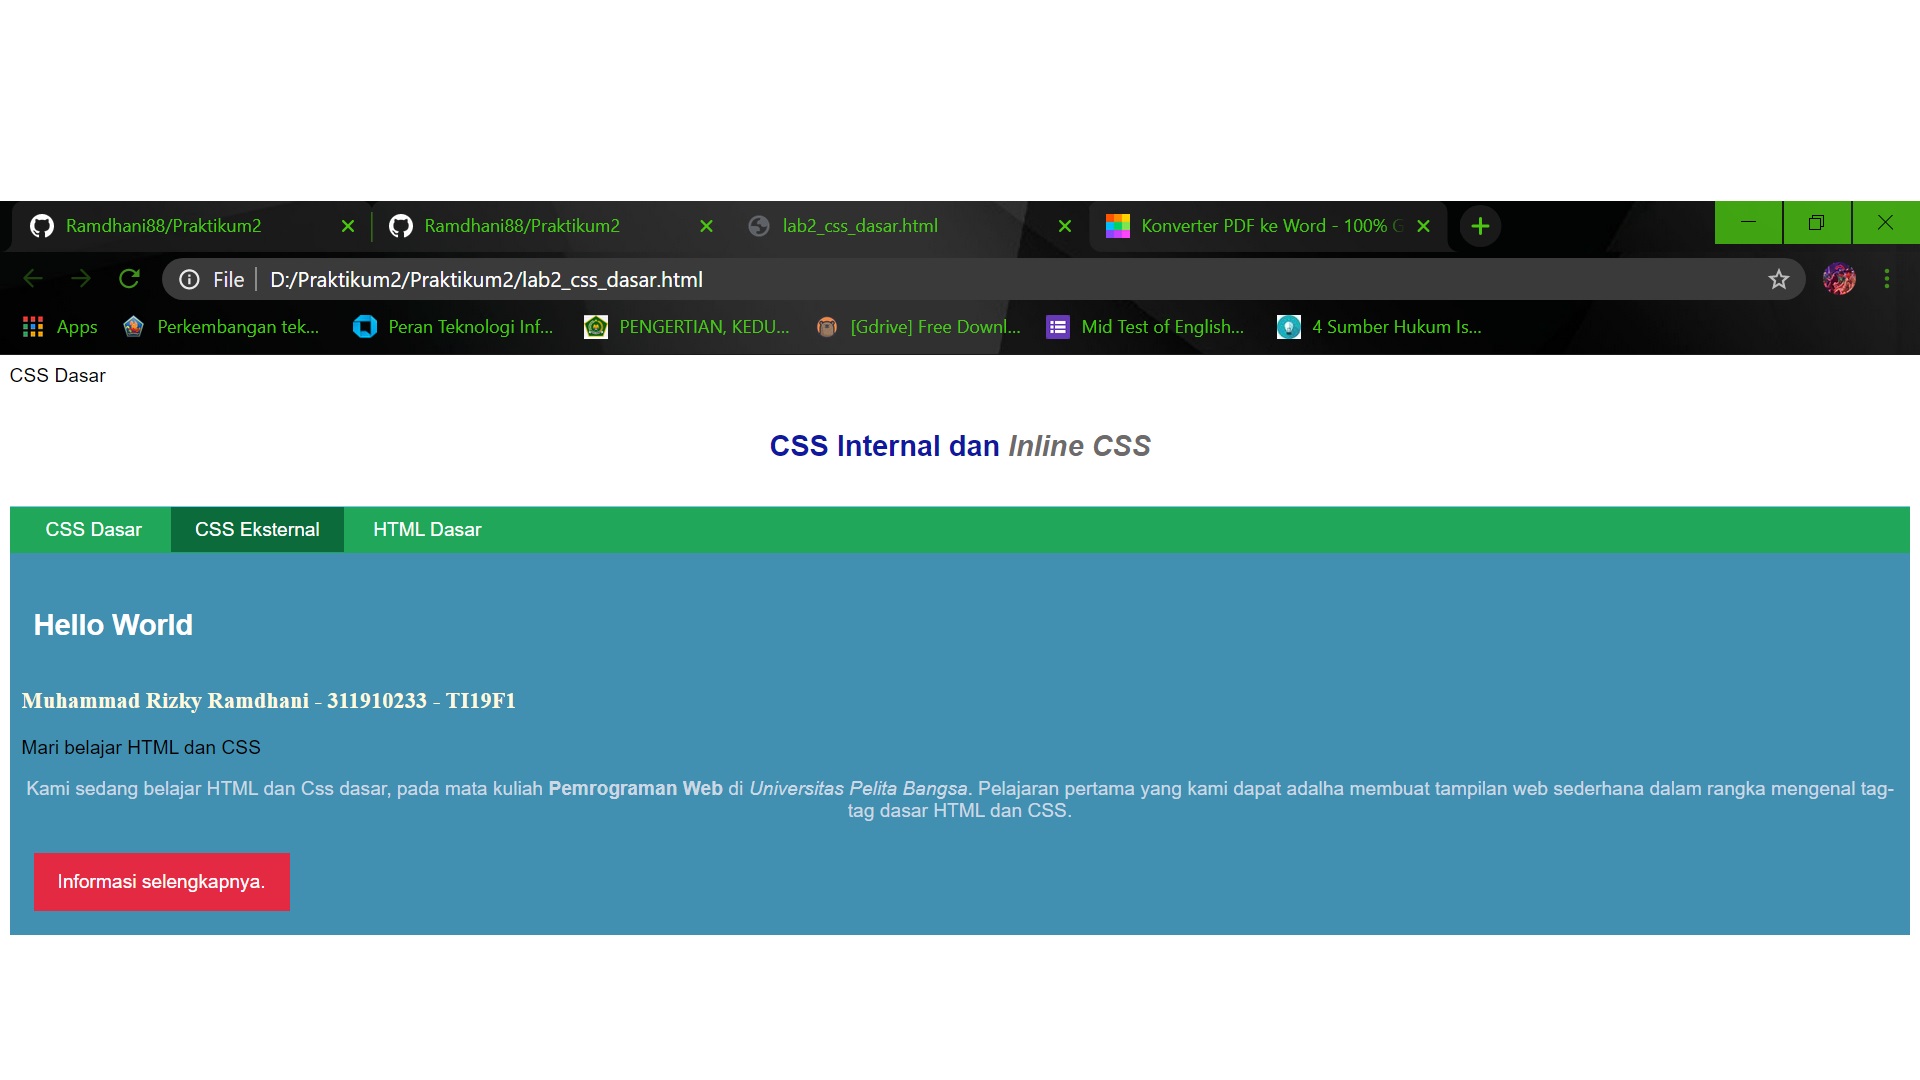 Ramdhani88/Praktikum2
Ramdhani88/Praktikum2
lab2_css_dasar.html
Konverter PDF ke Word - 100% G
File D:/Praktikum2/Praktikum2/lab2_css_dasar.html
Apps Perkembangan tek... Peran Teknologi Inf... PENGERTIAN, KEDU... [Gdrive] Free Downl... Mid Test of English... 4 Sumber Hukum Is...
CSS Dasar
CSS Internal dan Inline CSS
CSS Dasar CSS Eksternal HTML Dasar
Hello World
Muhammad Rizky Ramdhani - 311910233 - TI19F1
Mari belajar HTML dan CSS
Kami sedang belajar HTML dan Css dasar, pada mata kuliah Pemrograman Web di Universitas Pelita Bangsa. Pelajaran pertama yang kami dapat adalha membuat tampilan web sederhana dalam rangka mengenal tag-
tag dasar HTML dan CSS.
Informasi selengkapnya.